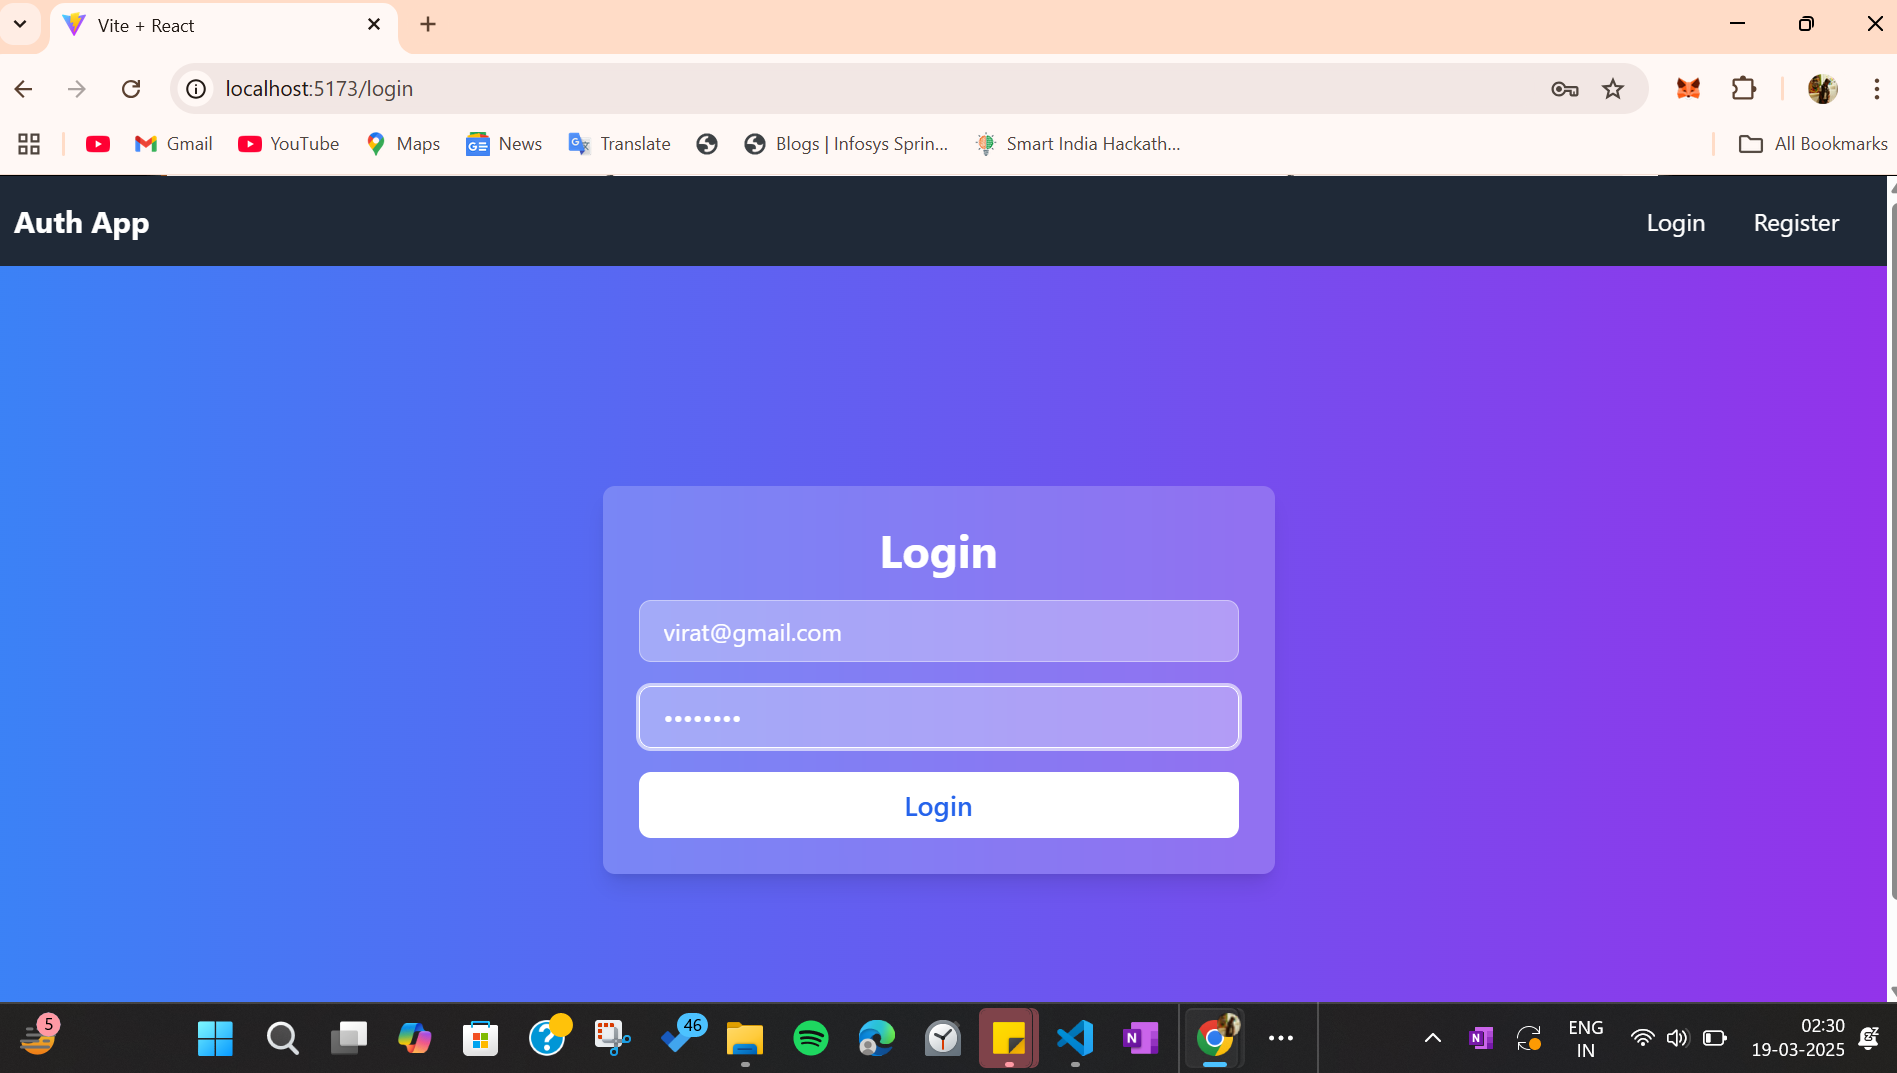 Vite + React
localhost:5173/login
Gmail
YouTube
Maps
News
Translate
Blogs | Infosys Sprin...
Smart India Hackath...
All Bookmarks
Auth App
Login
Register
Login
virat@gmail.com
••••••••
Login
5
46
ENG
IN
02:30
19-03-2025